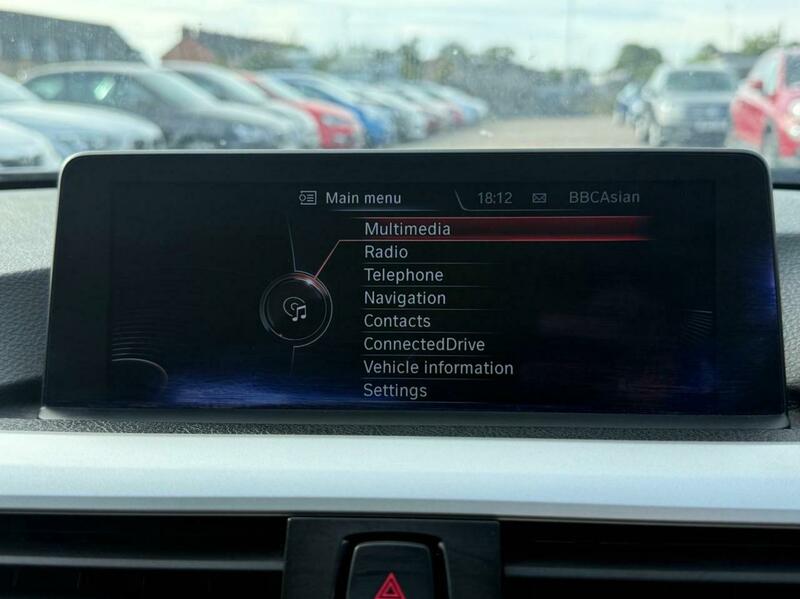 Main menu 18:12 BBCAsian
Multimedia
Radio
Telephone
Navigation
Contacts
ConnectedDrive
Vehicle information
Settings